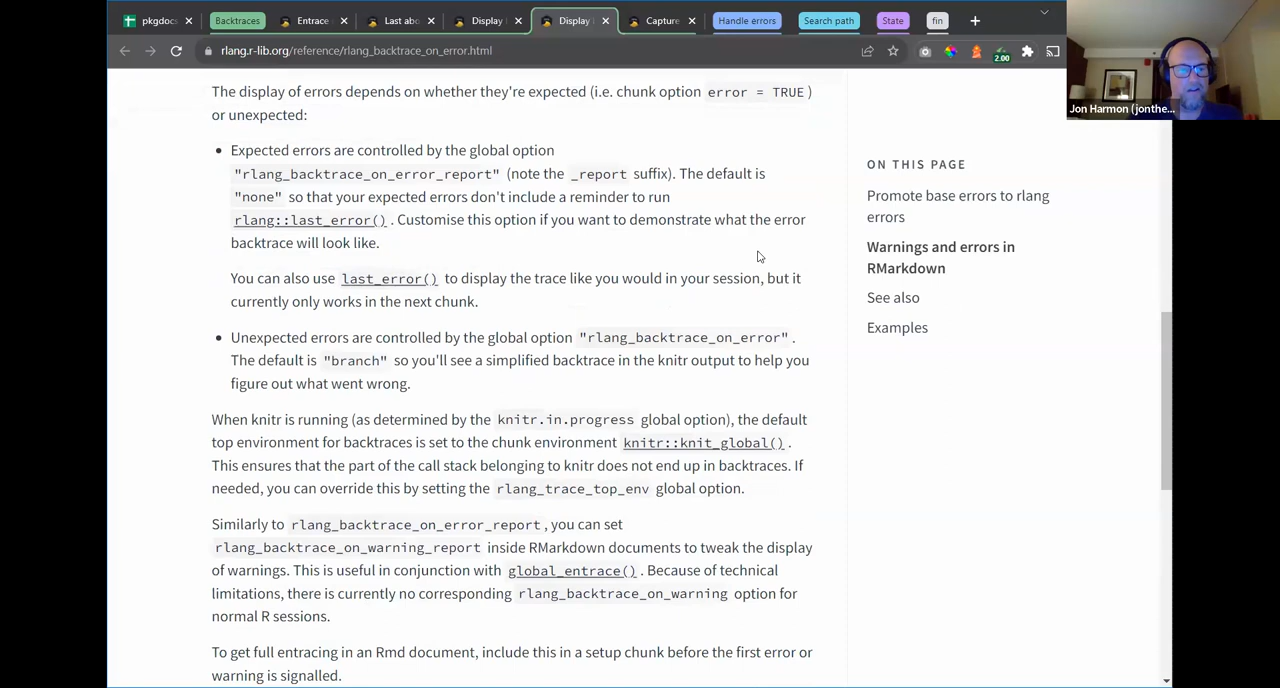 pkgdocs
Backtraces
Entrace
Last abo
Display
Display
Capture
Handle errors
Search path
State
fin
rlang.r-lib.org/reference/rlang_backtrace_on_error.html
2.00
Jon Harmon (jonthe...
The display of errors depends on whether they're expected (i.e. chunk option error = TRUE )
or unexpected:
• Expected errors are controlled by the global option
"rlang_backtrace_on_error_report" (note the _report suffix). The default is
"none" so that your expected errors don't include a reminder to run
rlang::last_error() . Customise this option if you want to demonstrate what the error
backtrace will look like.
You can also use last_error() to display the trace like you would in your session, but it
currently only works in the next chunk.
• Unexpected errors are controlled by the global option "rlang_backtrace_on_error" .
The default is "branch" so you'll see a simplified backtrace in the knitr output to help you
figure out what went wrong.
When knitr is running (as determined by the knitr.in.progress global option), the default
top environment for backtraces is set to the chunk environment knitr::knit_global() .
This ensures that the part of the call stack belonging to knitr does not end up in backtraces. If
needed, you can override this by setting the rlang_trace_top_env global option.
Similarly to rlang_backtrace_on_error_report , you can set
rlang_backtrace_on_warning_report inside RMarkdown documents to tweak the display
of warnings. This is useful in conjunction with global_entrace() . Because of technical
limitations, there is currently no corresponding rlang_backtrace_on_warning option for
normal R sessions.
To get full entracing in an Rmd document, include this in a setup chunk before the first error or
warning is signalled.
ON THIS PAGE
Promote base errors to rlang
errors
Warnings and errors in
RMarkdown
See also
Examples